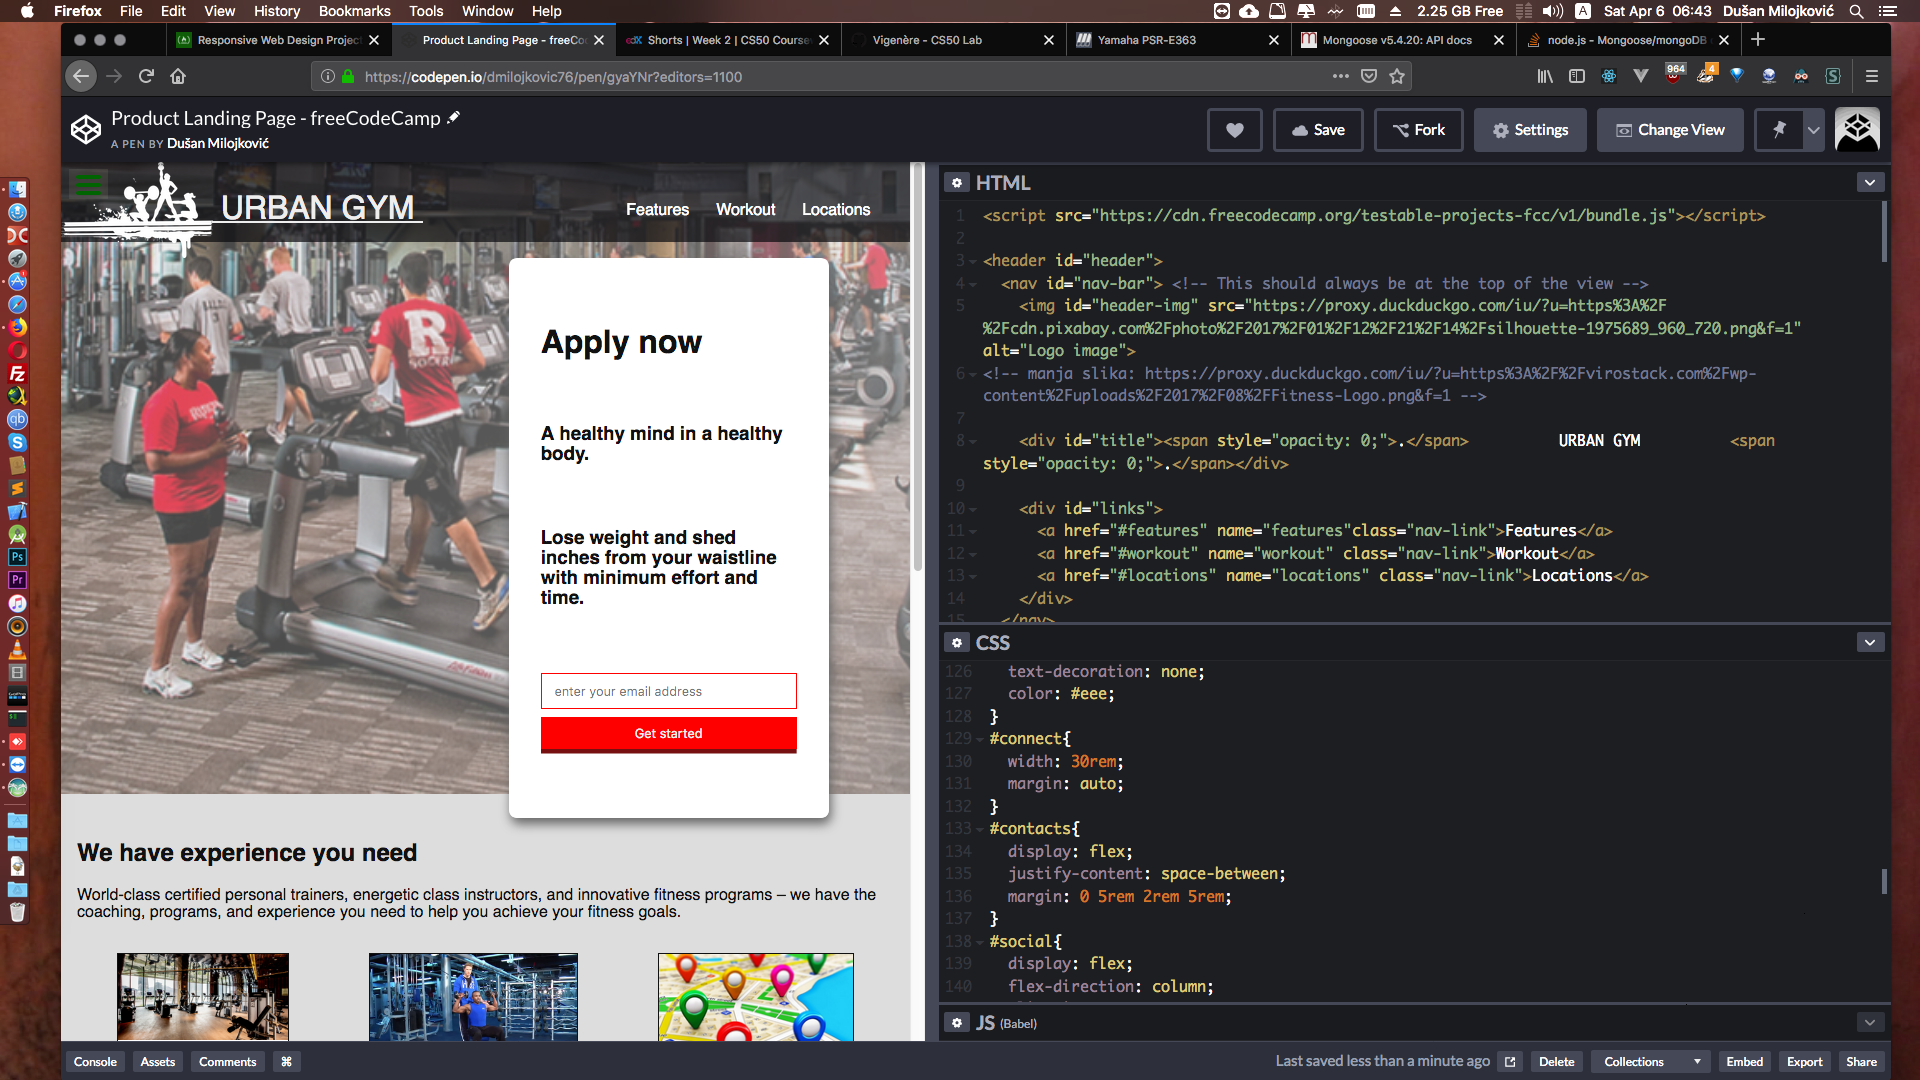 Firefox File Edit View History Bookmarks Tools Window Help 2.25 GB Free A Sat Apr 6 06:43 Dušan Milojković
Responsive Web Design Projec Product Landing Page - freeCo Shorts | Week 2 | CS50 Course Vigenère - CS50 Lab Yamaha PSR-E363 Mongoose v5.4.20: API docs node.js - Mongoose/mongoDB
https://codepen.io/dmilojkovic76/pen/gyaYNr?editors=1100 964 4
Product Landing Page - freeCodeCamp
A PEN BY Dušan Milojković
Save Fork Settings Change View
URBAN GYM
Features Workout Locations
Apply now
A healthy mind in a healthy
body.
Lose weight and shed
inches from your waistline
with minimum effort and
time.
enter your email address
Get started
We have experience you need
World-class certified personal trainers, energetic class instructors, and innovative fitness programs – we have the
coaching, programs, and experience you need to help you achieve your fitness goals.
HTML
1 <script src="https://cdn.freecodecamp.org/testable-projects-fcc/v1/bundle.js"></script>
2
3 <header id="header">
4 <nav id="nav-bar"> <!-- This should always be at the top of the view -->
5 <img id="header-img" src="https://proxy.duckduckgo.com/iu/?u=https%3A%2F
%2Fcdn.pixabay.com%2Fphoto%2F2017%2F01%2F12%2F21%2F14%2Fsilhouette-1975689_960_720.png&f=1"
alt="Logo image">
6 <!-- manja slika: https://proxy.duckduckgo.com/iu/?u=https%3A%2F%2Fvirostack.com%2Fwp-
content%2Fuploads%2F2017%2F08%2FFitness-Logo.png&f=1 -->
7
8 <div id="title"><span style="opacity: 0;">.</span> URBAN GYM <span
style="opacity: 0;">.</span></div>
9
10 <div id="links">
11 <a href="#features" name="features"class="nav-link">Features</a>
12 <a href="#workout" name="workout" class="nav-link">Workout</a>
13 <a href="#locations" name="locations" class="nav-link">Locations</a>
14 </div>
15 </nav>
CSS
126 text-decoration: none;
127 color: #eee;
128 }
129 #connect{
130 width: 30rem;
131 margin: auto;
132 }
133 #contacts{
134 display: flex;
135 justify-content: space-between;
136 margin: 0 5rem 2rem 5rem;
137 }
138 #social{
139 display: flex;
140 flex-direction: column;
JS (Babel)
Console Assets Comments ⌘ Last saved less than a minute ago Delete Collections Embed Export Share